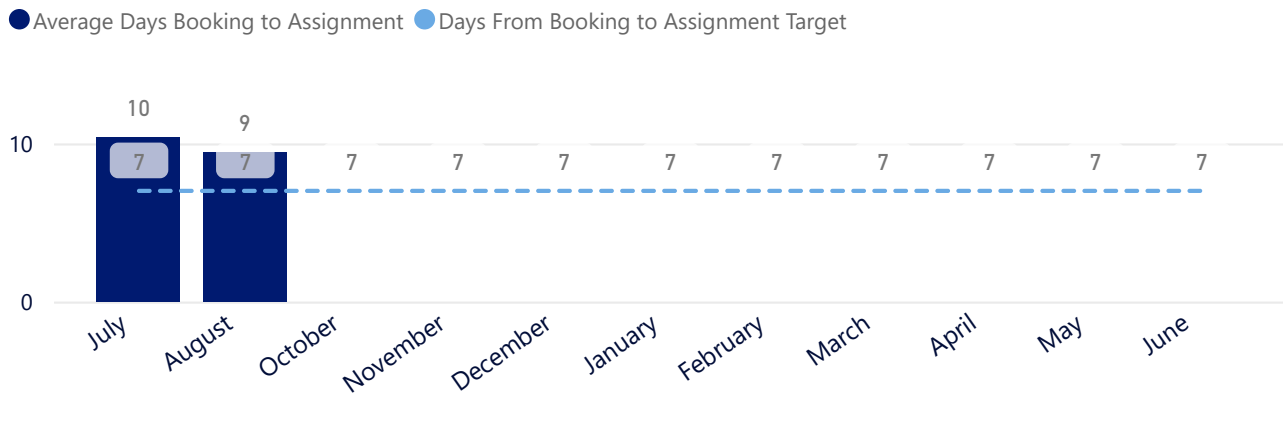 Average Days Booking to Assignment Days From Booking to Assignment Target
10
9
10
7 7 7 7 7 7 7 7 7 7 7
0
July August October November December January February March April May June